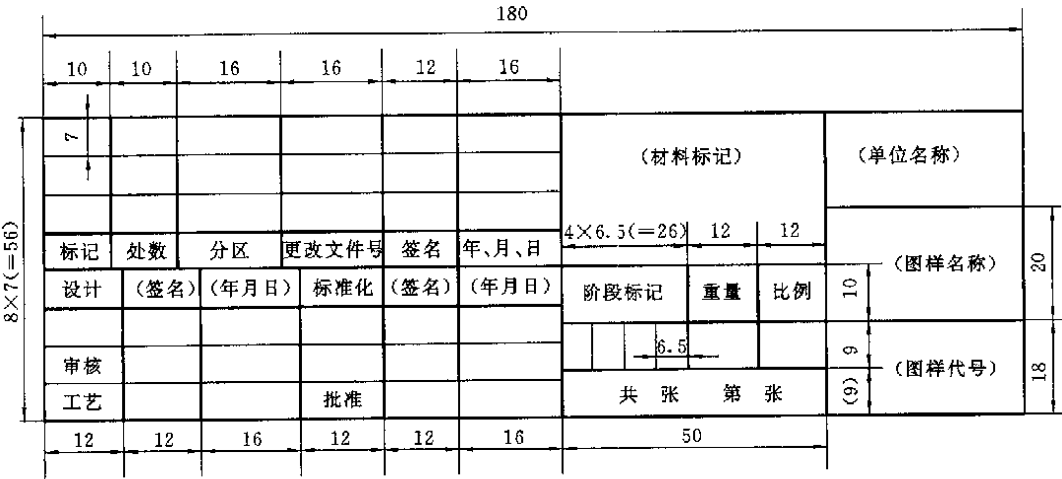 180
10 10 16 16 12 16
7
(材料标记) (单位名称)
8×7(=56)
4×6.5(=26) 12 12
标记 处数 分区 更改文件号 签名 年、月、日
(图样名称) 20
设计 (签名) (年月日) 标准化 (签名) (年月日) 阶段标记 重量 比例 10
6.5 9
审核 (图样代号) 18
工艺 批准 共 张 第 张 (9)
12 12 16 12 12 16 50